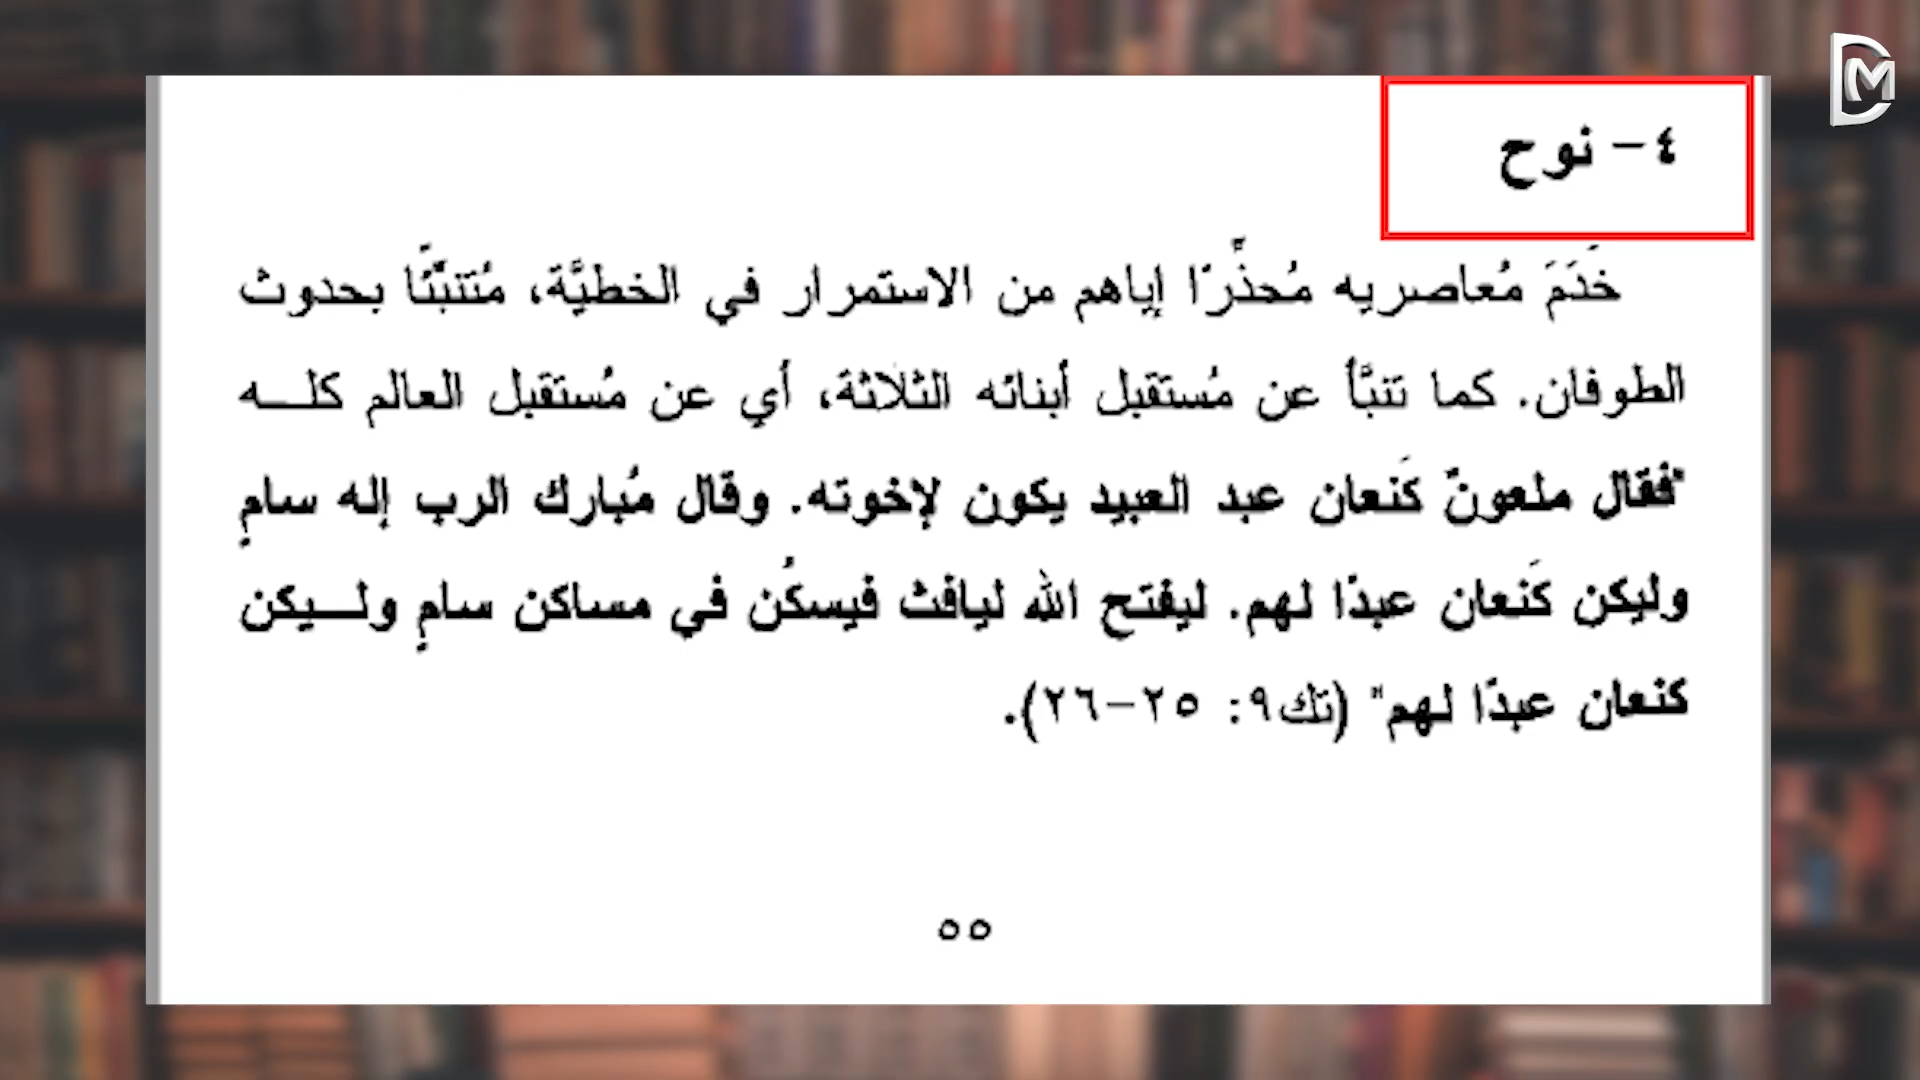 ٤- نوح
خَدَمَ مُعاصريه مُحذِّرًا إياهم من الاستمرار في الخطيَّة، مُتنبِّئًا بحدوث
الطوفان. كما تنبَّأ عن مُستقبل أبنائه الثلاثة، أي عن مُستقبل العالم كلـــه
"فقال ملعونٌ كَنعان عبد العبيد يكون لإخوته. وقال مُبارك الرب إله سامٍ
وليكن كَنعان عبدًا لهم. ليفتح الله ليافث فيسكُن في مساكن سامٍ ولـــيكن
كنعان عبدًا لهم" (تك٩: ٢٥-٢٦).
٥٥